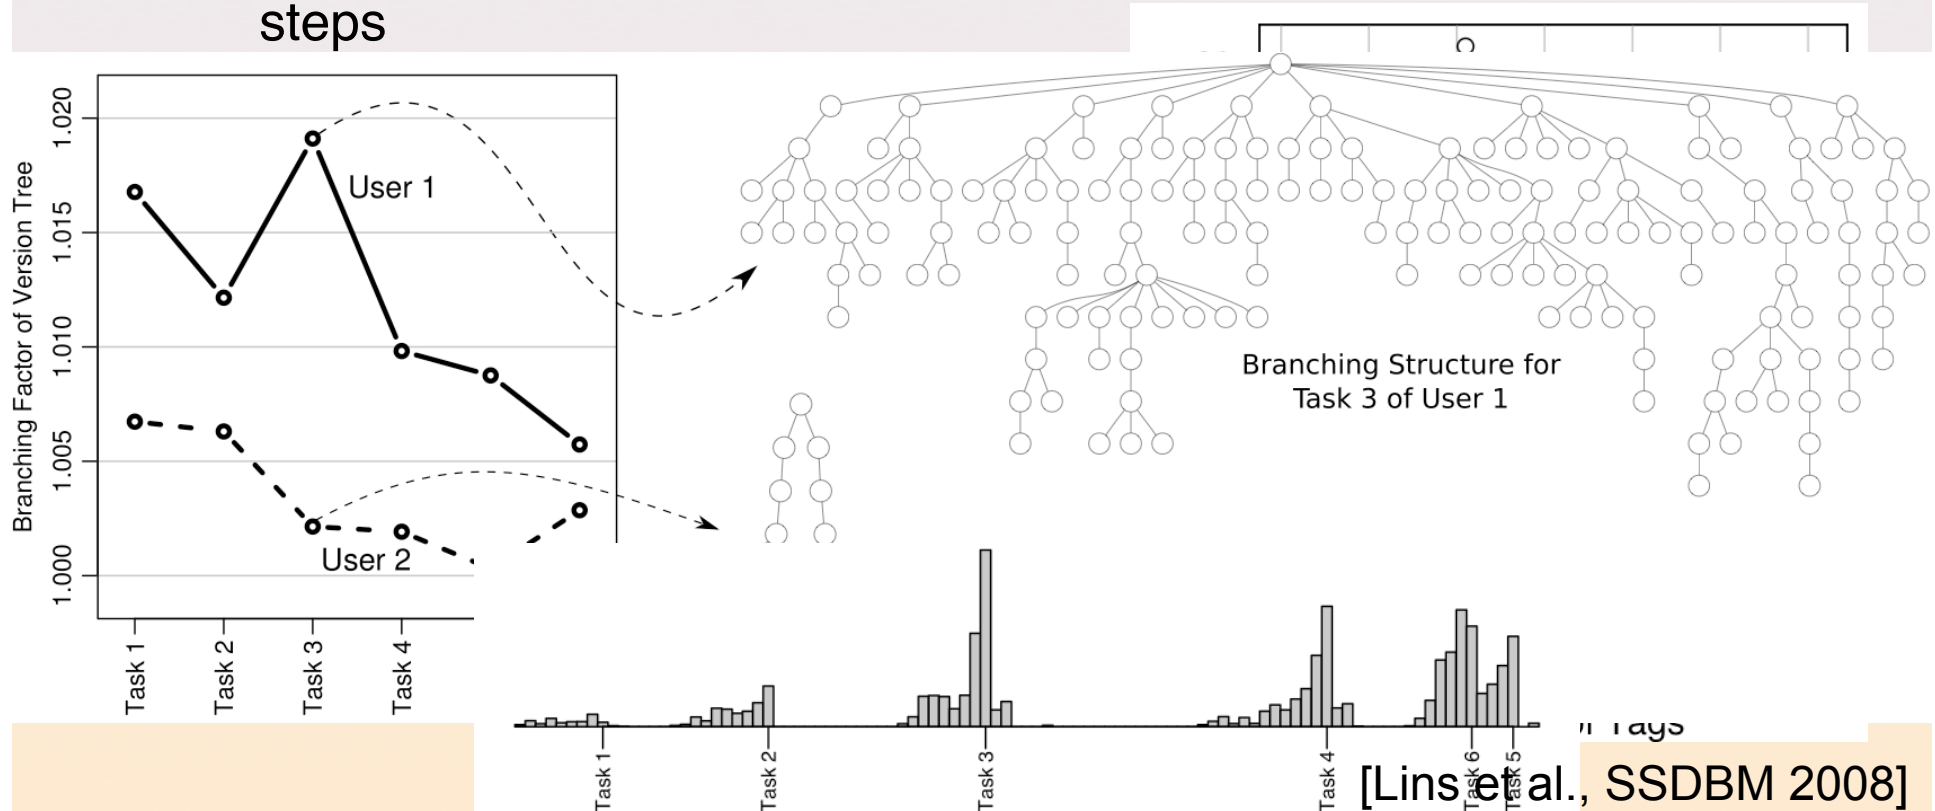 steps
Branching Factor of Version Tree
1.020
1.015
1.010
1.005
1.000
User 1
User 2
Task 1
Task 2
Task 3
Task 4
Branching Structure for
Task 3 of User 1
Task 1
Task 2
Task 3
Task 4
Task 6
Task 5
Tags
[Lins et al., SSDBM 2008]